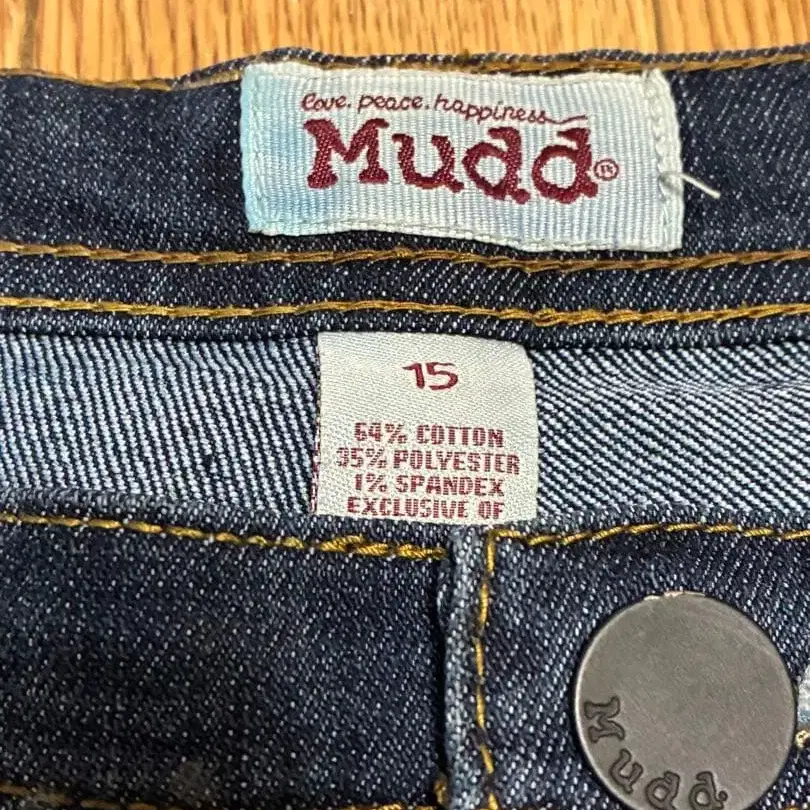 love. peace. happiness
Mudd®
15
64% COTTON
35% POLYESTER
1% SPANDEX
EXCLUSIVE OF
Mudd